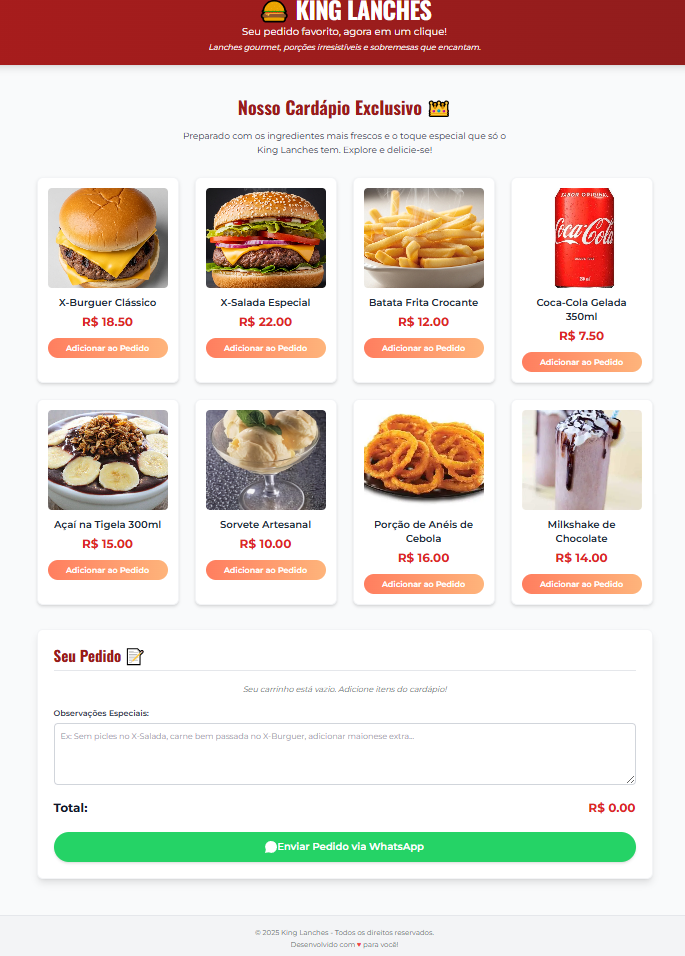 KING LANCHES
Seu pedido favorito, agora em um clique!
Lanches gourmet, porções irresistíveis e sobremesas que encantam.
Nosso Cardápio Exclusivo
Preparado com os ingredientes mais frescos e o toque especial que só o
King Lanches tem. Explore e delicie-se!
X-Burguer Clássico
R$ 18.50
Adicionar ao Pedido
X-Salada Especial
R$ 22.00
Adicionar ao Pedido
Batata Frita Crocante
R$ 12.00
Adicionar ao Pedido
SABOR ORIGINAL
Coca-Cola
Coca-Cola Gelada
350ml
R$ 7.50
Adicionar ao Pedido
Açaí na Tigela 300ml
R$ 15.00
Adicionar ao Pedido
Sorvete Artesanal
R$ 10.00
Adicionar ao Pedido
Porção de Anéis de
Cebola
R$ 16.00
Adicionar ao Pedido
Milkshake de
Chocolate
R$ 14.00
Adicionar ao Pedido
Seu Pedido
Seu carrinho está vazio. Adicione itens do cardápio!
Observações Especiais:
Ex: Sem picles no X-Salada, carne bem passada no X-Burguer, adicionar maionese extra...
Total: R$ 0.00
Enviar Pedido via WhatsApp
© 2025 King Lanches - Todos os direitos reservados.
Desenvolvido com ♥ para você!